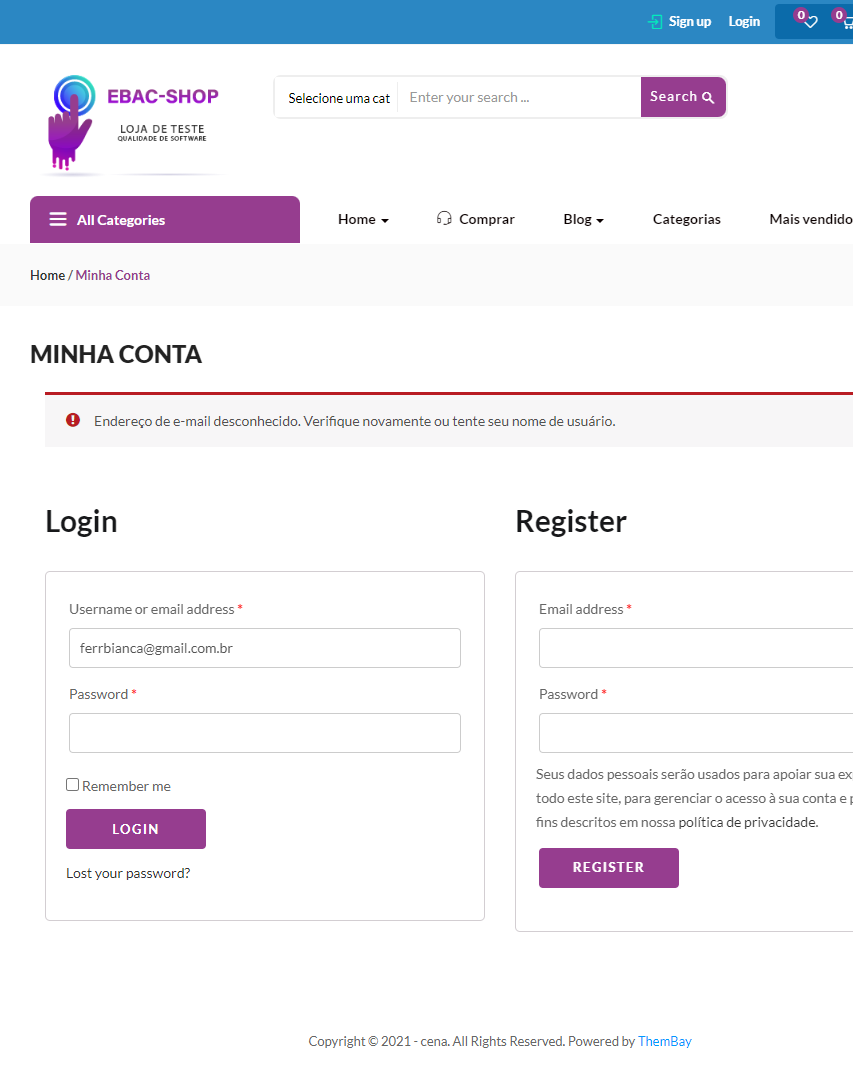 Sign up Login 0 0
EBAC-SHOP
LOJA DE TESTE
QUALIDADE DE SOFTWARE
Selecione uma cat Enter your search ... Search
All Categories Home Comprar Blog Categorias Mais vendido
Home / Minha Conta
MINHA CONTA
Endereço de e-mail desconhecido. Verifique novamente ou tente seu nome de usuário.
Login
Username or email address *
ferrbianca@gmail.com.br
Password *
Remember me
LOGIN
Lost your password?
Register
Email address *
Password *
Seus dados pessoais serão usados para apoiar sua ex
todo este site, para gerenciar o acesso à sua conta e p
fins descritos em nossa política de privacidade.
REGISTER
Copyright © 2021 - cena. All Rights Reserved. Powered by ThemBay